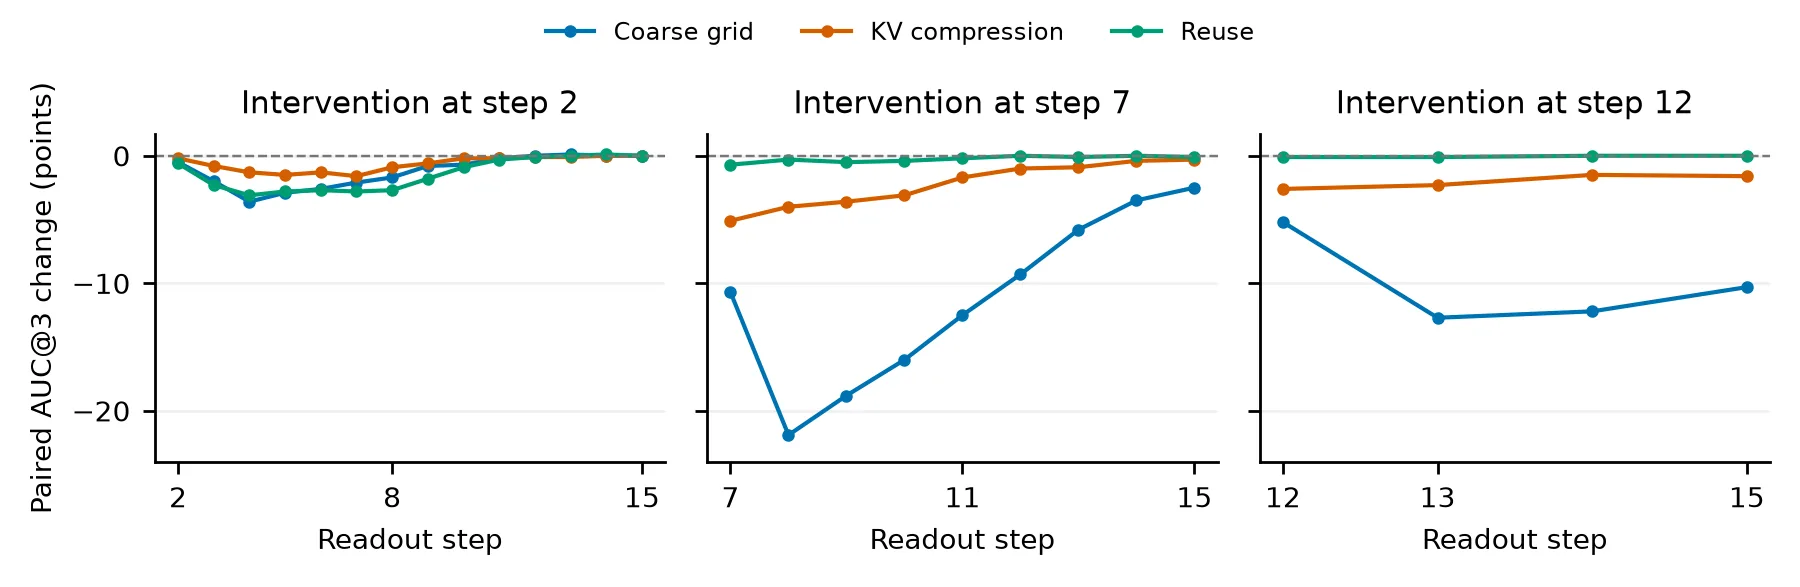 Coarse grid KV compression Reuse
Intervention at step 2 Intervention at step 7 Intervention at step 12
Paired AUC@3 change (points)
0
−10
−20
2 8 15 7 11 15 12 13 15
Readout step Readout step Readout step